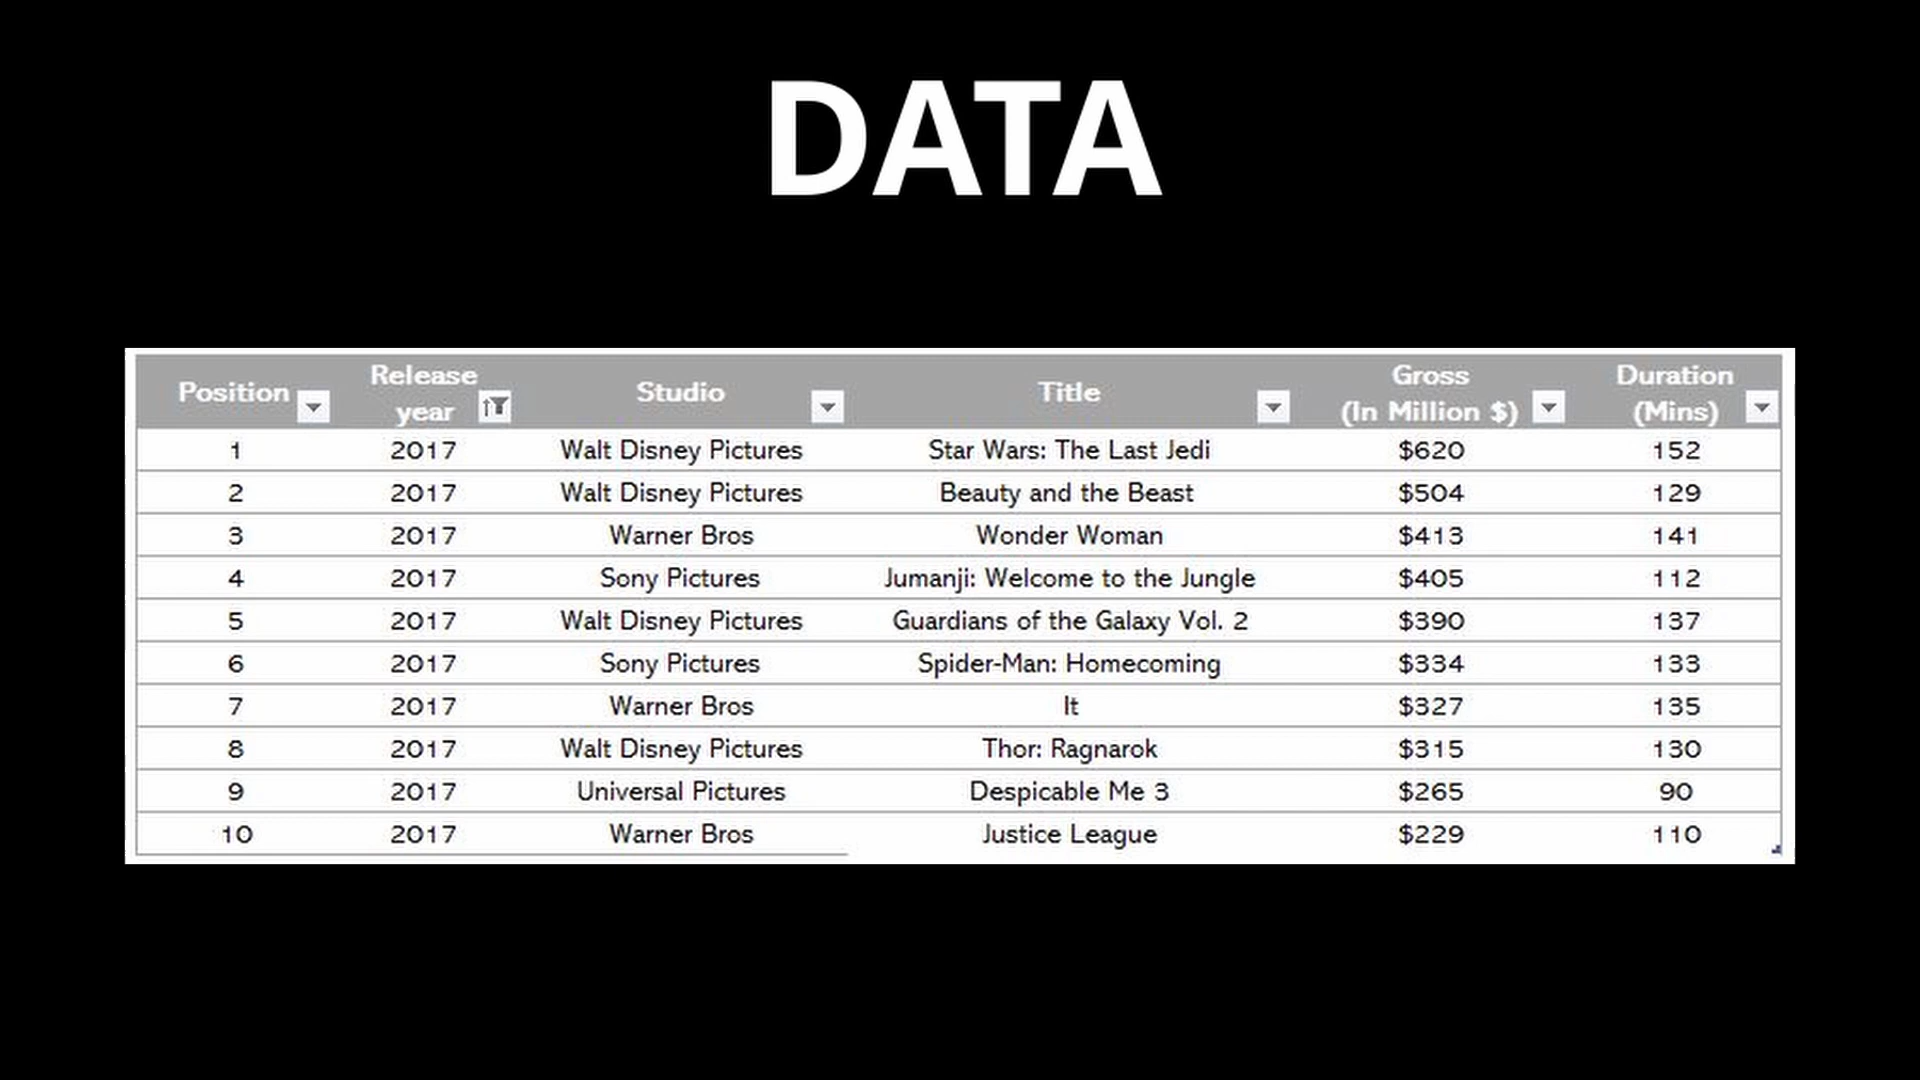 DATA
Position Release year Studio Title Gross (In Million $) Duration (Mins)
1 2017 Walt Disney Pictures Star Wars: The Last Jedi $620 152
2 2017 Walt Disney Pictures Beauty and the Beast $504 129
3 2017 Warner Bros Wonder Woman $413 141
4 2017 Sony Pictures Jumanji: Welcome to the Jungle $405 112
5 2017 Walt Disney Pictures Guardians of the Galaxy Vol. 2 $390 137
6 2017 Sony Pictures Spider-Man: Homecoming $334 133
7 2017 Warner Bros It $327 135
8 2017 Walt Disney Pictures Thor: Ragnarok $315 130
9 2017 Universal Pictures Despicable Me 3 $265 90
10 2017 Warner Bros Justice League $229 110